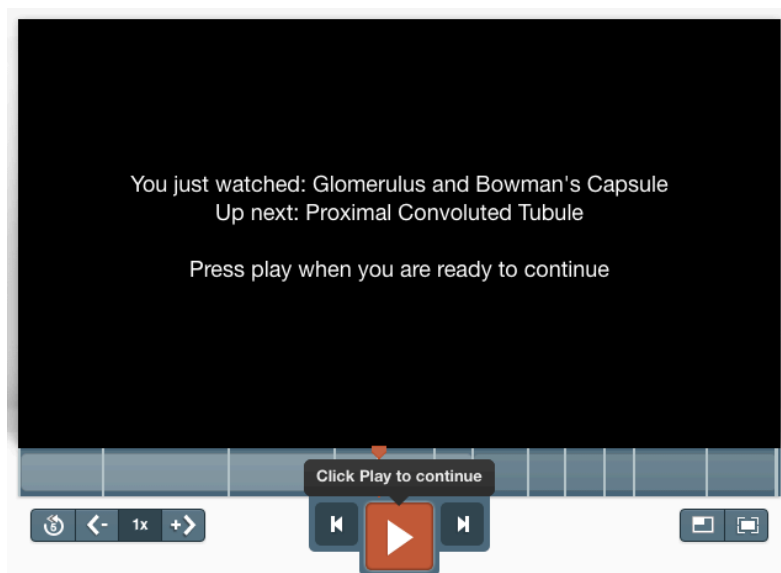 You just watched: Glomerulus and Bowman's Capsule
Up next: Proximal Convoluted Tubule
Press play when you are ready to continue
Click Play to continue
5
1x